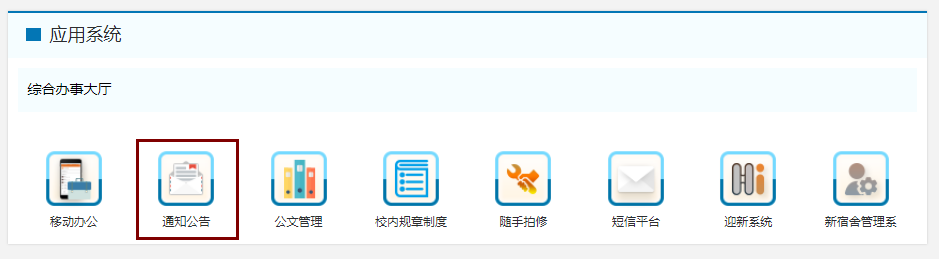 应用系统
综合办事大厅
移动办公 通知公告 公文管理 校内规章制度 随手拍修 短信平台 迎新系统 新宿舍管理系